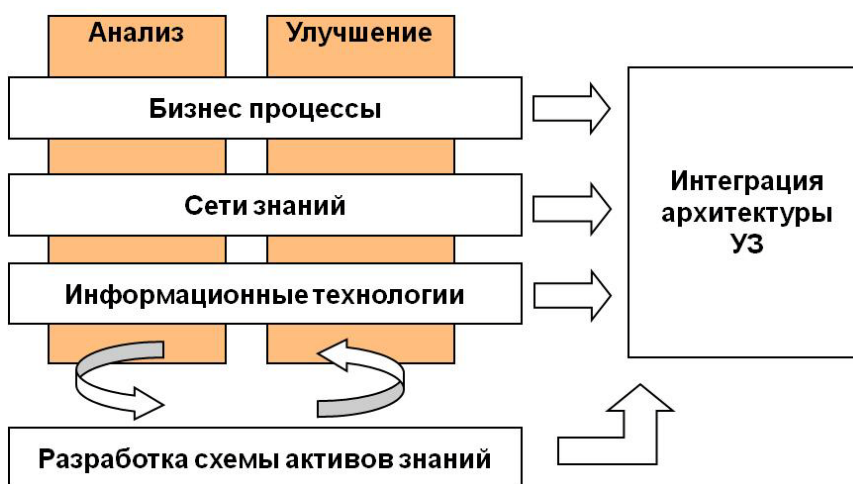 Анализ
Улучшение
Бизнес процессы
Сети знаний
Информационные технологии
Интеграция
архитектуры
УЗ
Разработка схемы активов знаний